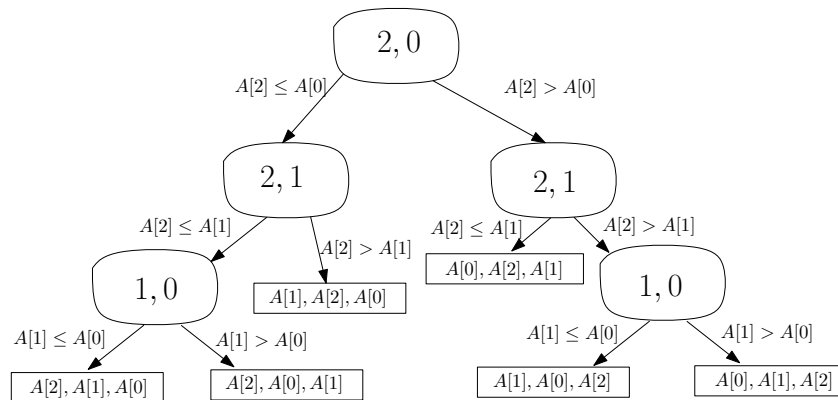 2, 0
A[2] ≤ A[0]
A[2] > A[0]
2, 1
2, 1
A[2] ≤ A[1]
A[2] > A[1]
A[2] ≤ A[1]
A[2] > A[1]
1, 0
A[1], A[2], A[0]
A[0], A[2], A[1]
1, 0
A[1] ≤ A[0]
A[1] > A[0]
A[1] ≤ A[0]
A[1] > A[0]
A[2], A[1], A[0]
A[2], A[0], A[1]
A[1], A[0], A[2]
A[0], A[1], A[2]